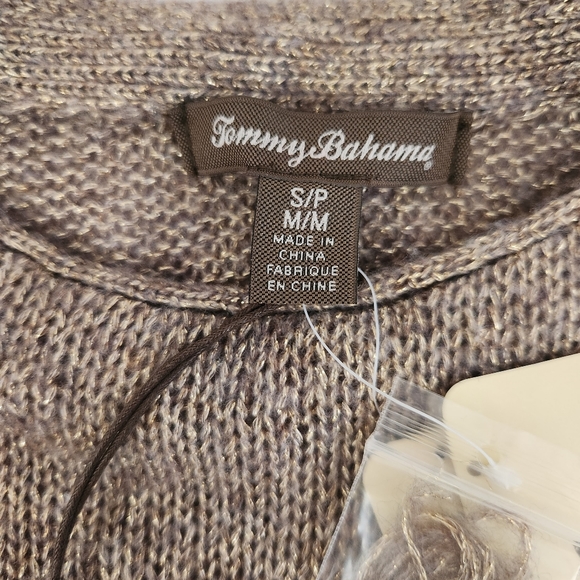 Tommy Bahama
S/P
M/M
MADE IN
CHINA
FABRIQUE
EN CHINE